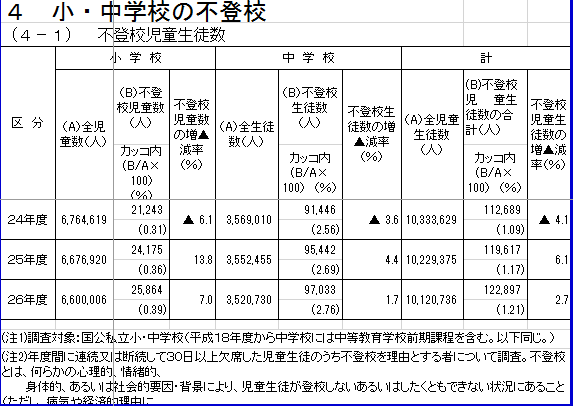 ４　小・中学校の不登校
（４－１）　不登校児童生徒数
区 分
小 学 校
中 学 校
計
(A)全児童数(人)
(B)不登校児童数(人)
カッコ内(B/A×100)(%)
不登校児童数の増▲減率(%)
(A)全生徒数(人)
(B)不登校生徒数(人)
カッコ内(B/A×100)(%)
不登校生徒数の増▲減率(%)
(A)全児童生徒数(人)
(B)不登校児 童生徒数の合計(人)
カッコ内(B/A×100)(%)
不登校児童生徒数の増▲減率(%)
24年度 6,764,619 21,243 (0.31) ▲ 6.1 3,569,010 91,446 (2.56) ▲ 3.6 10,333,629 112,689 (1.09) ▲ 4.1
25年度 6,676,920 24,175 (0.36) 13.8 3,552,455 95,442 (2.69) 4.4 10,229,375 119,617 (1.17) 6.1
26年度 6,600,006 25,864 (0.39) 7.0 3,520,730 97,033 (2.76) 1.7 10,120,736 122,897 (1.21) 2.7
(注1)調査対象：国公私立小・中学校(平成18年度から中学校には中等教育学校前期課程を含む。以下同じ。)
(注2)年度間に連続又は断続して30日以上欠席した児童生徒のうち不登校を理由とする者について調査。不登校
とは、何らかの心理的、情緒的、
身体的、あるいは社会的要因・背景により、児童生徒が登校しないあるいはしたくともできない状況にあること
(ただし、病気や経済的理由に